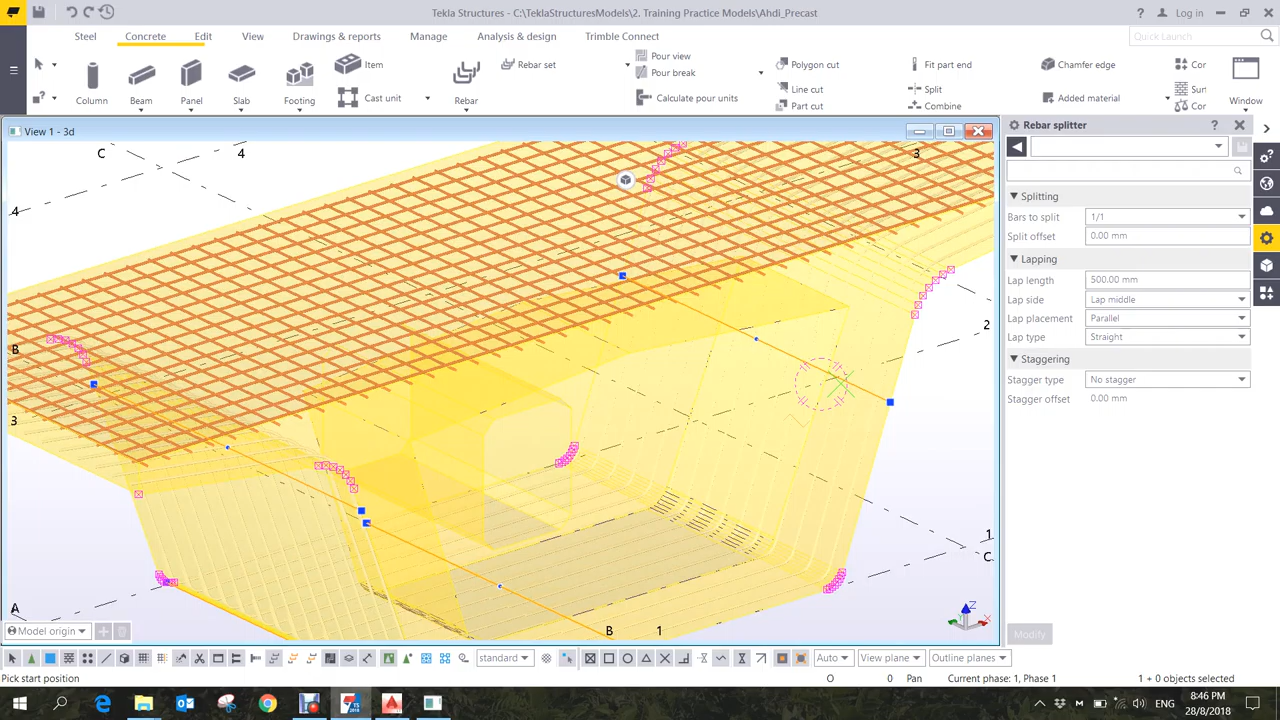 Tekla Structures - C:\TeklaStructuresModels\2. Training Practice Models\Ahdi_Precast
Log in
Steel Concrete Edit View Drawings & reports Manage Analysis & design Trimble Connect
Quick Launch
Column Beam Panel Slab Footing
Item
Cast unit
Rebar
Rebar set
Pour view
Pour break
Calculate pour units
Polygon cut
Line cut
Part cut
Fit part end
Split
Combine
Chamfer edge
Added material
Cor
Sur
Cor
Window
View 1 - 3d
C 4 3
4
B
3
2
1
C
A
B 1
Z
Model origin
Rebar splitter
Splitting
Bars to split 1/1
Split offset 0.00 mm
Lapping
Lap length 500.00 mm
Lap side Lap middle
Lap placement Parallel
Lap type Straight
Staggering
Stagger type No stagger
Stagger offset 0.00 mm
Modify
standard Auto View plane Outline planes
Pick start position O 0 Pan Current phase: 1, Phase 1 1 + 0 objects selected
ENG
8:46 PM
28/8/2018